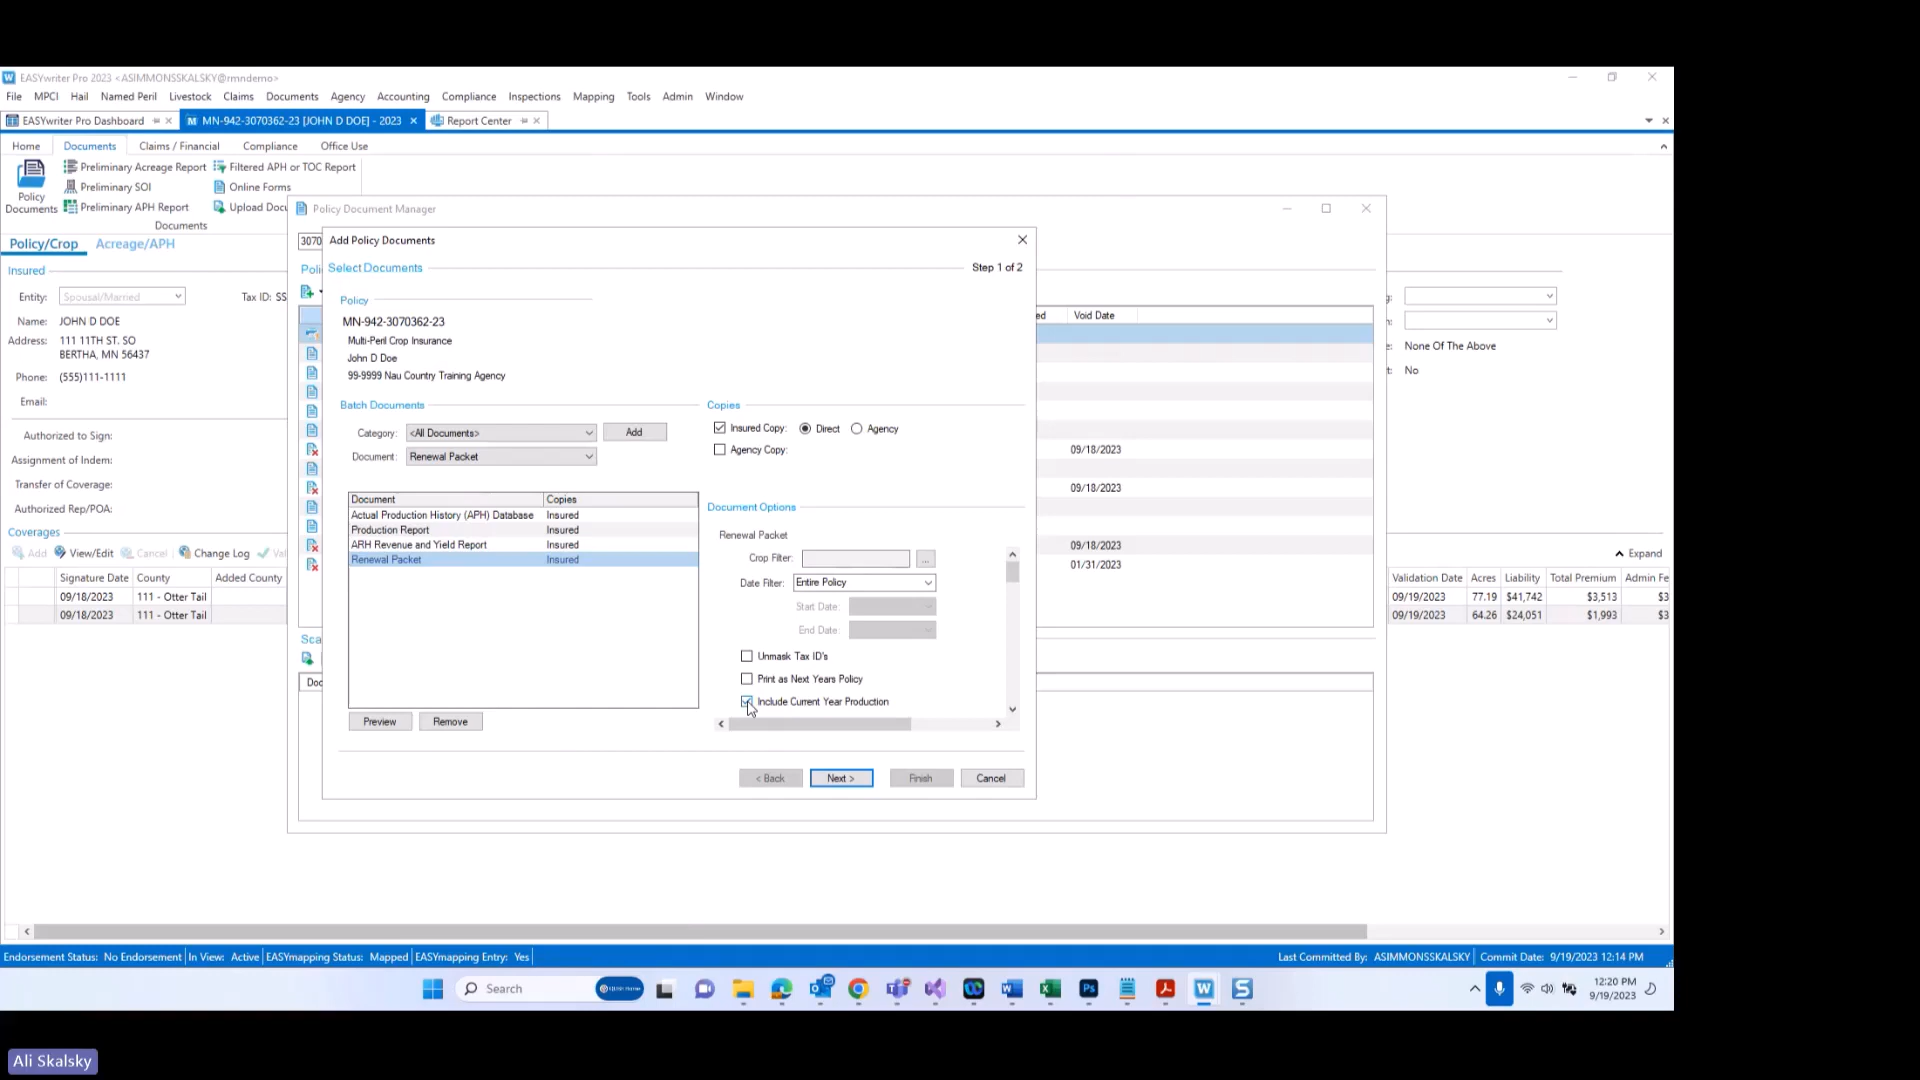 EASYwriter Pro 2023 <ASIMMONSSKALSKY@rmndemo>
File MPCI Hail Named Peril Livestock Claims Documents Agency Accounting Compliance Inspections Mapping Tools Admin Window
EASYwriter Pro Dashboard MN-942-3070362-23 [JOHN D DOE] - 2023 Report Center
Home Documents Claims / Financial Compliance Office Use
Preliminary Acreage Report Filtered APH or TOC Report
Policy Documents
Preliminary SOI Online Forms
Preliminary APH Report Upload Docu
Documents
Policy/Crop Acreage/APH
Insured
Entity: Spousal/Married Tax ID: SS
Name: JOHN D DOE
Address: 111 11TH ST. SO
BERTHA, MN 56437
Phone: (555)111-1111
Email:
Authorized to Sign:
Assignment of Indem:
Transfer of Coverage:
Authorized Rep/POA:
Coverages
Add View/Edit Cancel Change Log Val
Signature Date County Added County
09/18/2023 111 - Otter Tail
09/18/2023 111 - Otter Tail
Policy Document Manager
3070
Poli
Sca
Doc
ed Void Date
09/18/2023
09/18/2023
09/18/2023
01/31/2023
Add Policy Documents
Select Documents Step 1 of 2
Policy
MN-942-3070362-23
Multi-Peril Crop Insurance
John D Doe
99-9999 Nau Country Training Agency
Batch Documents
Category: <All Documents> Add
Document: Renewal Packet
Document Copies
Actual Production History (APH) Database Insured
Production Report Insured
ARH Revenue and Yield Report Insured
Renewal Packet Insured
Preview Remove
Copies
Insured Copy: Direct Agency
Agency Copy:
Document Options
Renewal Packet
Crop Filter: ...
Date Filter: Entire Policy
Start Date:
End Date:
Unmask Tax ID's
Print as Next Years Policy
Include Current Year Production
< Back Next > Finish Cancel
None Of The Above
No
Expand
Validation Date Acres Liability Total Premium Admin Fe
09/19/2023 77.19 $41,742 $3,513 $3
09/19/2023 64.26 $24,051 $1,993 $3
Endorsement Status: No Endorsement In View: Active EASYmapping Status: Mapped EASYmapping Entry: Yes
Last Committed By: ASIMMONSSKALSKY Commit Date: 9/19/2023 12:14 PM
Search
12:20 PM
9/19/2023
Ali Skalsky